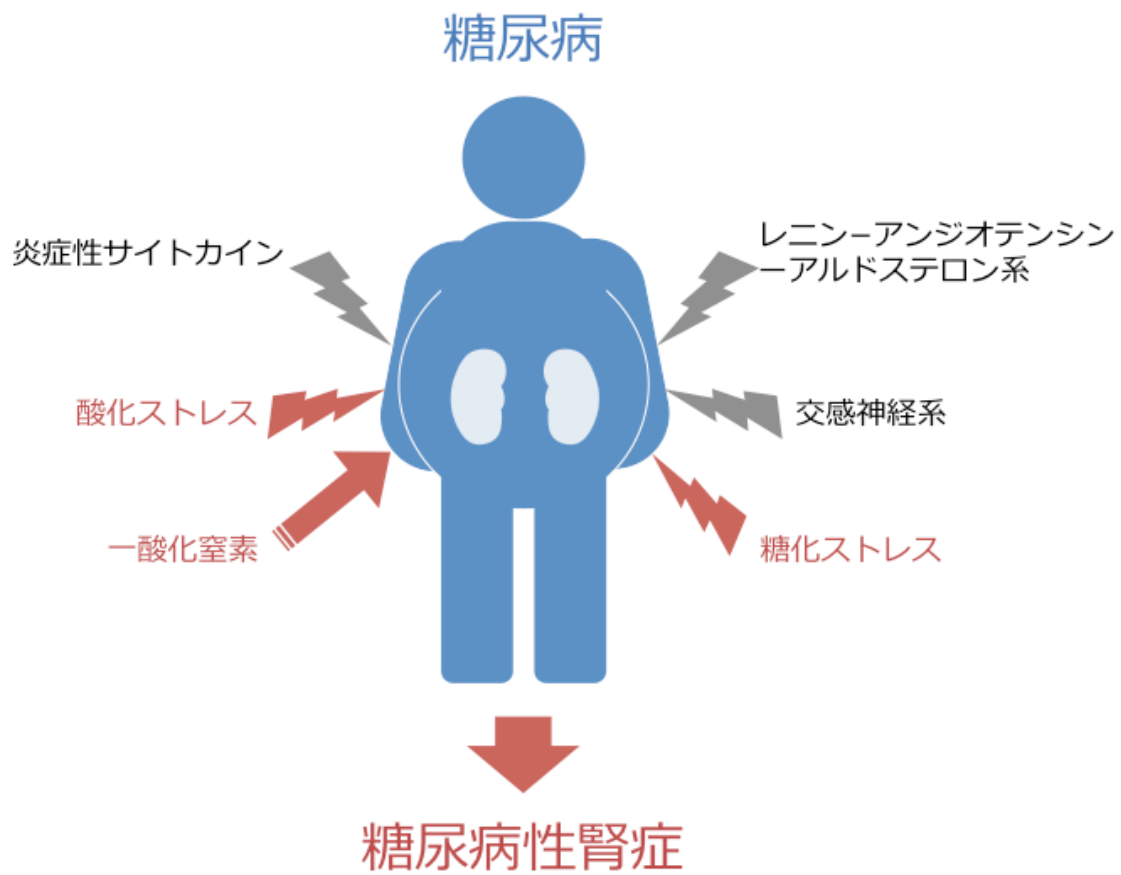 糖尿病
炎症性サイトカイン
レニン−アンジオテンシン
−アルドステロン系
酸化ストレス
交感神経系
一酸化窒素
糖化ストレス
糖尿病性腎症